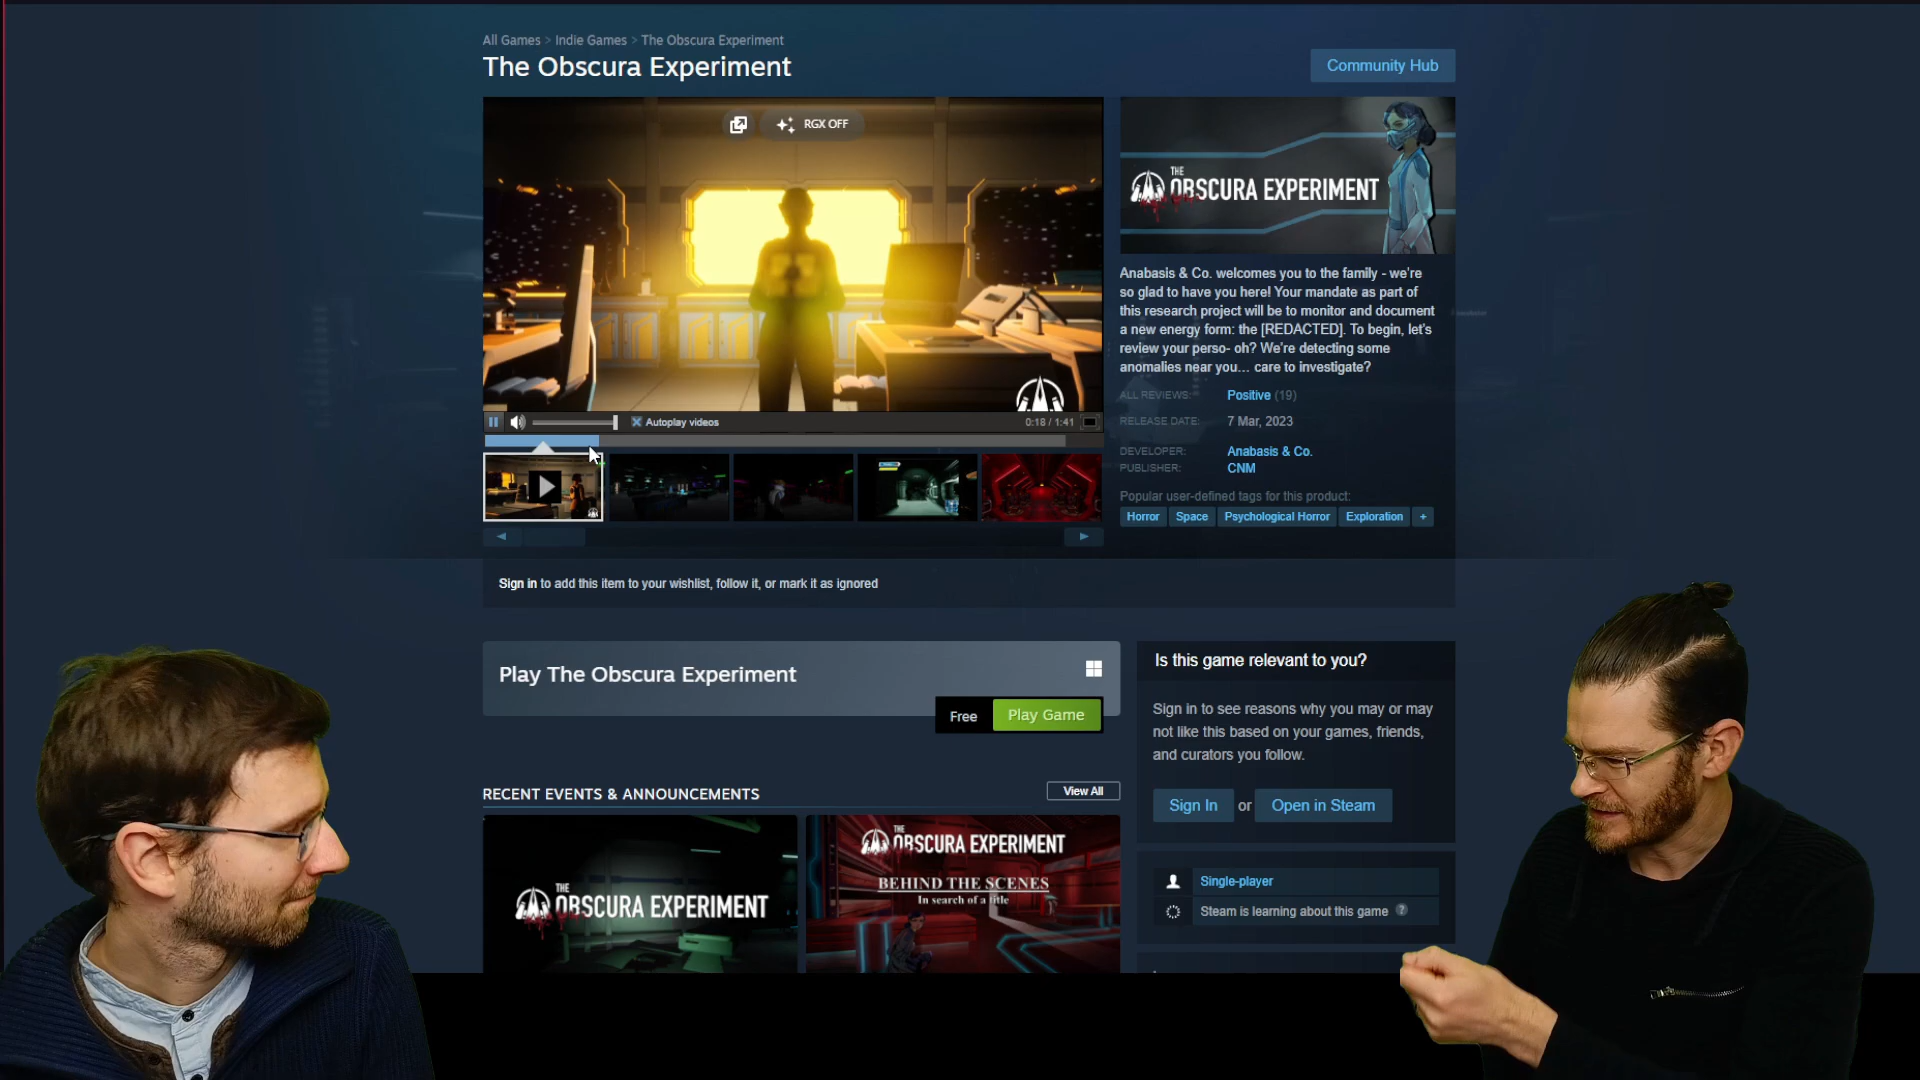 All Games > Indie Games > The Obscura Experiment
The Obscura Experiment
Community Hub
RGX OFF
THE
OBSCURA EXPERIMENT
Anabasis & Co. welcomes you to the family - we're
so glad to have you here! Your mandate as part of
this research project will be to monitor and document
a new energy form: the [REDACTED]. To begin, let's
review your perso- oh? We're detecting some
anomalies near you... care to investigate?
ALL REVIEWS: Positive (19)
RELEASE DATE: 7 Mar, 2023
DEVELOPER: Anabasis & Co.
PUBLISHER: CNM
Popular user-defined tags for this product:
Horror Space Psychological Horror Exploration +
Autoplay videos
0:18 / 1:41
Sign in to add this item to your wishlist, follow it, or mark it as ignored
Play The Obscura Experiment
Free
Play Game
Is this game relevant to you?
Sign in to see reasons why you may or may
not like this based on your games, friends,
and curators you follow.
Sign In or Open in Steam
RECENT EVENTS & ANNOUNCEMENTS
View All
THE
OBSCURA EXPERIMENT
THE
OBSCURA EXPERIMENT
BEHIND THE SCENES
In search of a title
Single-player
Steam is learning about this game ?